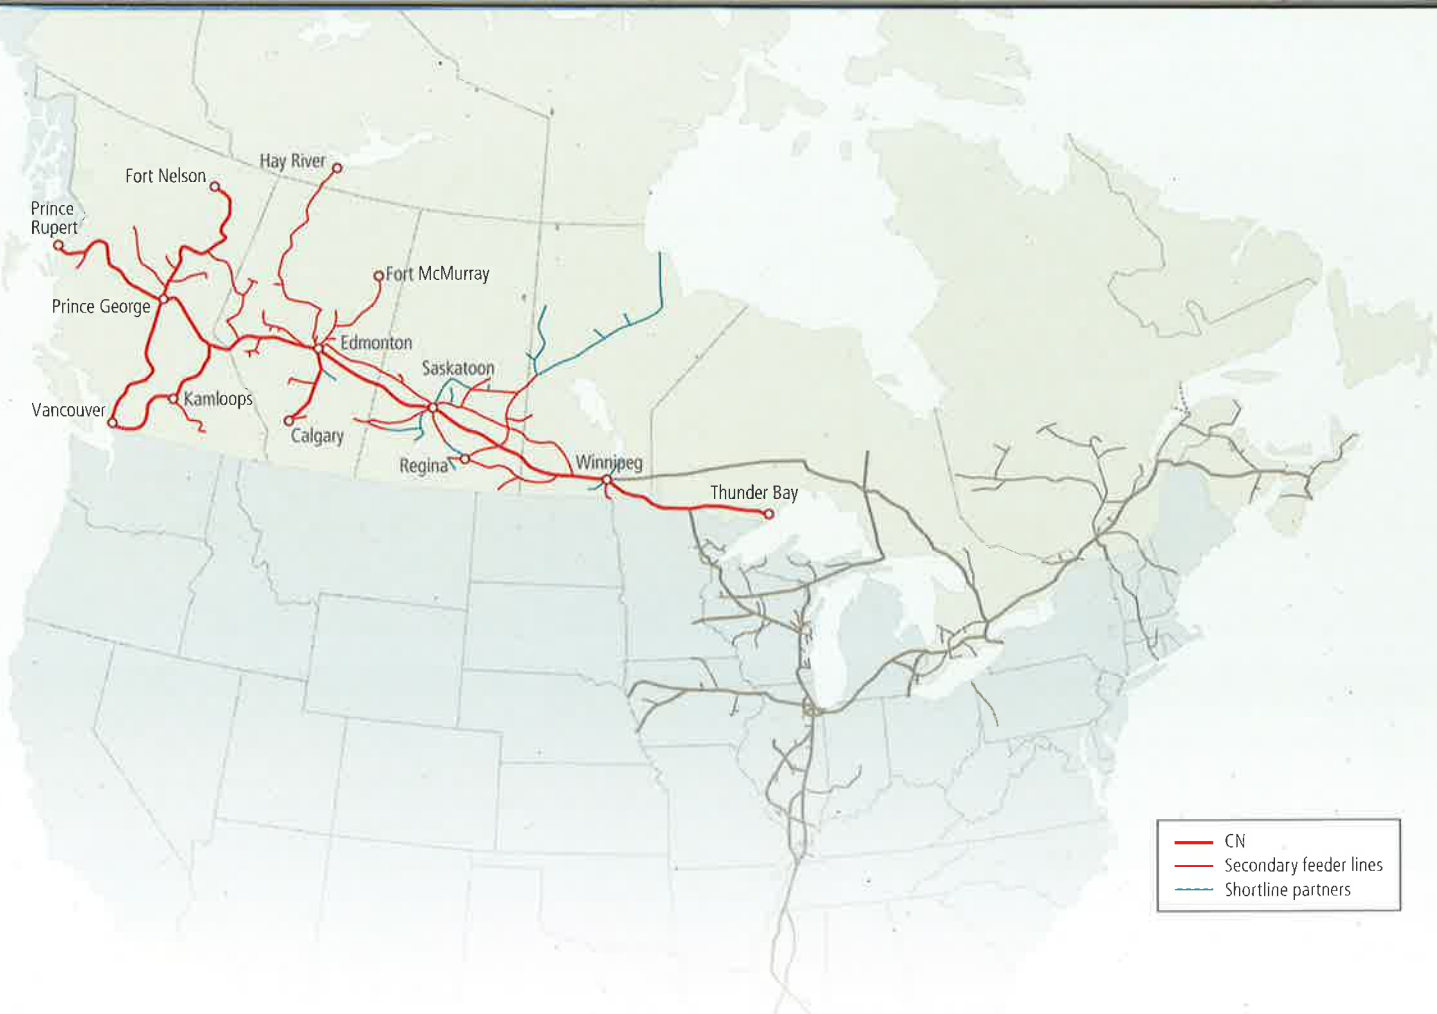 Hay River
Fort Nelson
Prince
Rupert
Fort McMurray
Prince George
Edmonton
Saskatoon
Kamloops
Vancouver
Calgary
Regina
Winnipeg
Thunder Bay
CN
Secondary feeder lines
Shortline partners